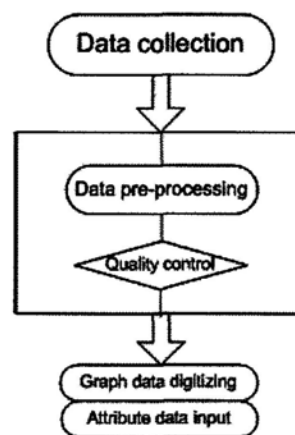 Data collection
Data pre-processing
Quality control
Graph data digitizing
Attribute data input